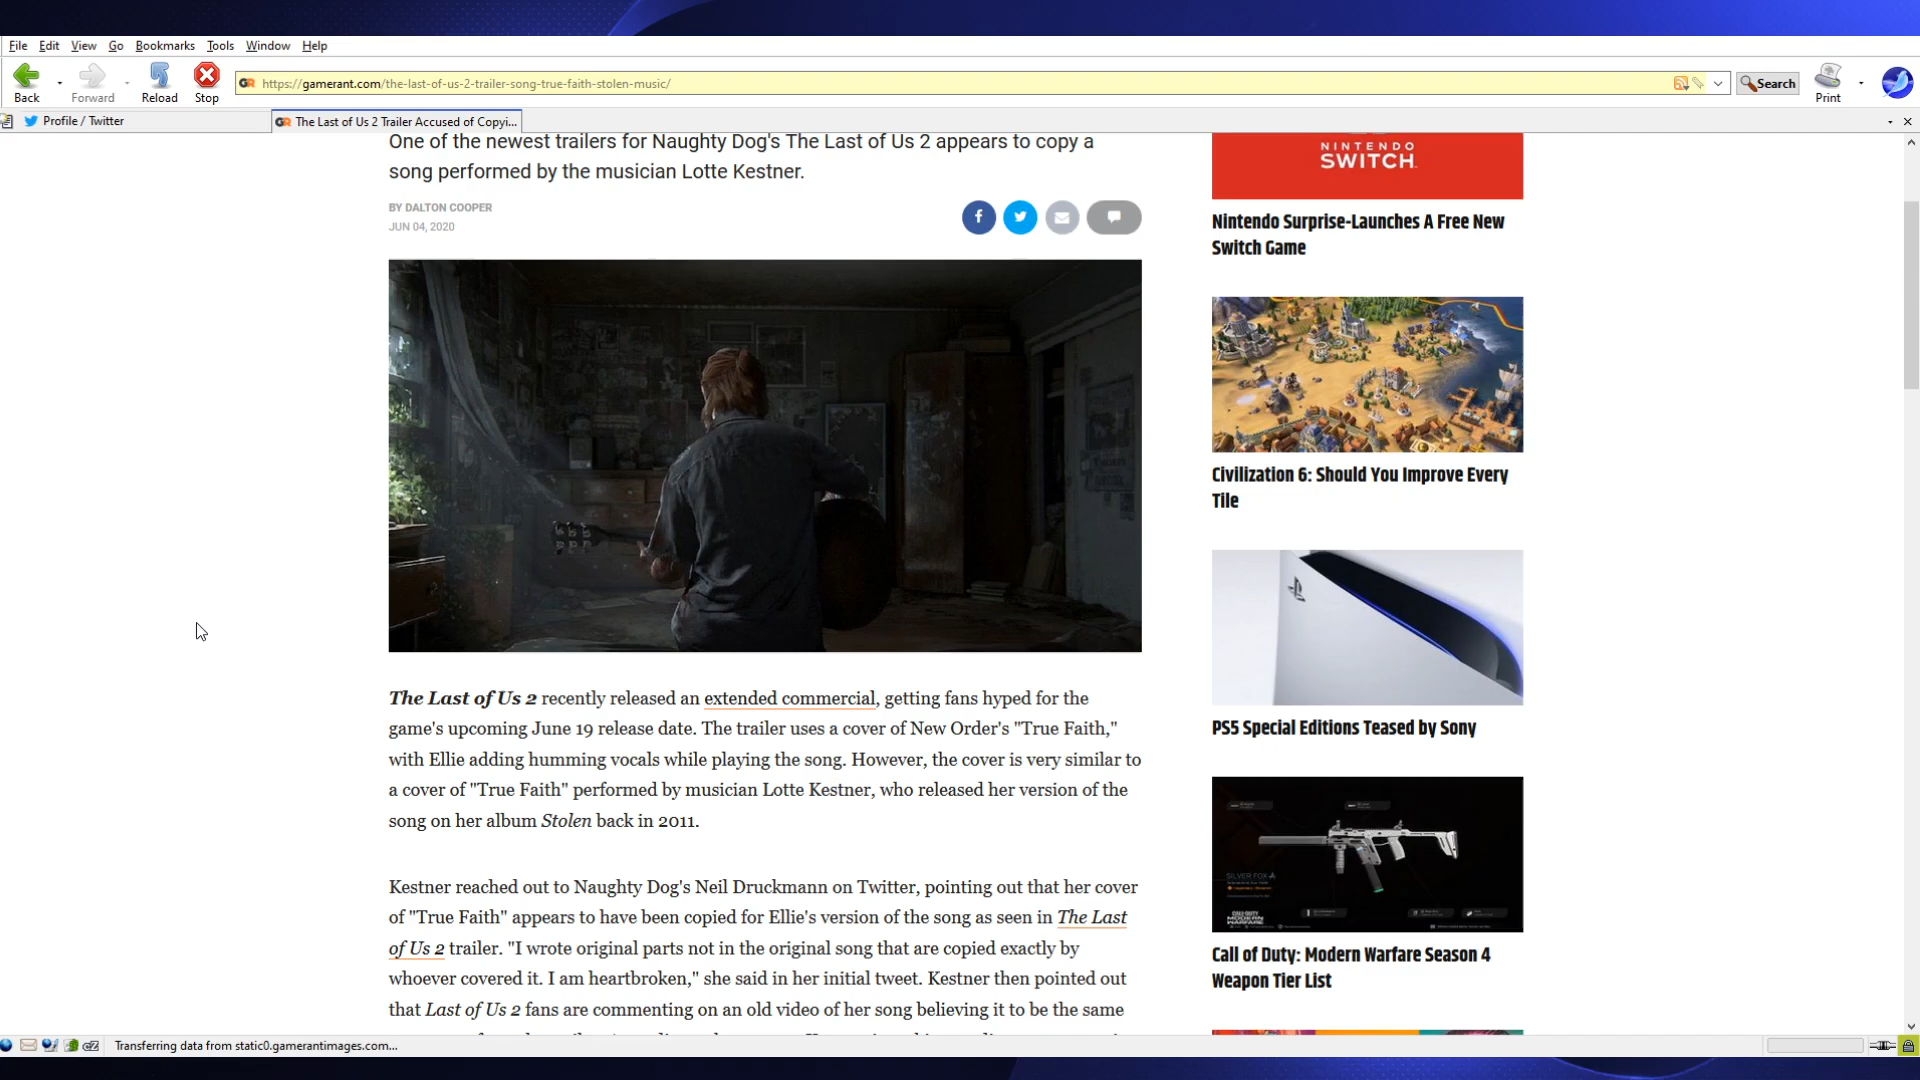 File Edit View Go Bookmarks Tools Window Help
Back Forward Reload Stop
https://gamerant.com/the-last-of-us-2-trailer-song-true-faith-stolen-music/
Search
Print
Profile / Twitter
The Last of Us 2 Trailer Accused of Copyi...
One of the newest trailers for Naughty Dog's The Last of Us 2 appears to copy a
song performed by the musician Lotte Kestner.
BY DALTON COOPER
JUN 04, 2020
The Last of Us 2 recently released an extended commercial, getting fans hyped for the
game's upcoming June 19 release date. The trailer uses a cover of New Order's "True Faith,"
with Ellie adding humming vocals while playing the song. However, the cover is very similar to
a cover of "True Faith" performed by musician Lotte Kestner, who released her version of the
song on her album Stolen back in 2011.
Kestner reached out to Naughty Dog's Neil Druckmann on Twitter, pointing out that her cover
of "True Faith" appears to have been copied for Ellie's version of the song as seen in The Last
of Us 2 trailer. "I wrote original parts not in the original song that are copied exactly by
whoever covered it. I am heartbroken," she said in her initial tweet. Kestner then pointed out
that Last of Us 2 fans are commenting on an old video of her song believing it to be the same
NINTENDO
SWITCH
Nintendo Surprise-Launches A Free New
Switch Game
Civilization 6: Should You Improve Every
Tile
PS5 Special Editions Teased by Sony
SILVER FOX
CALL OF DUTY
MODERN
WARFARE
Call of Duty: Modern Warfare Season 4
Weapon Tier List
Transferring data from static0.gamerantimages.com...